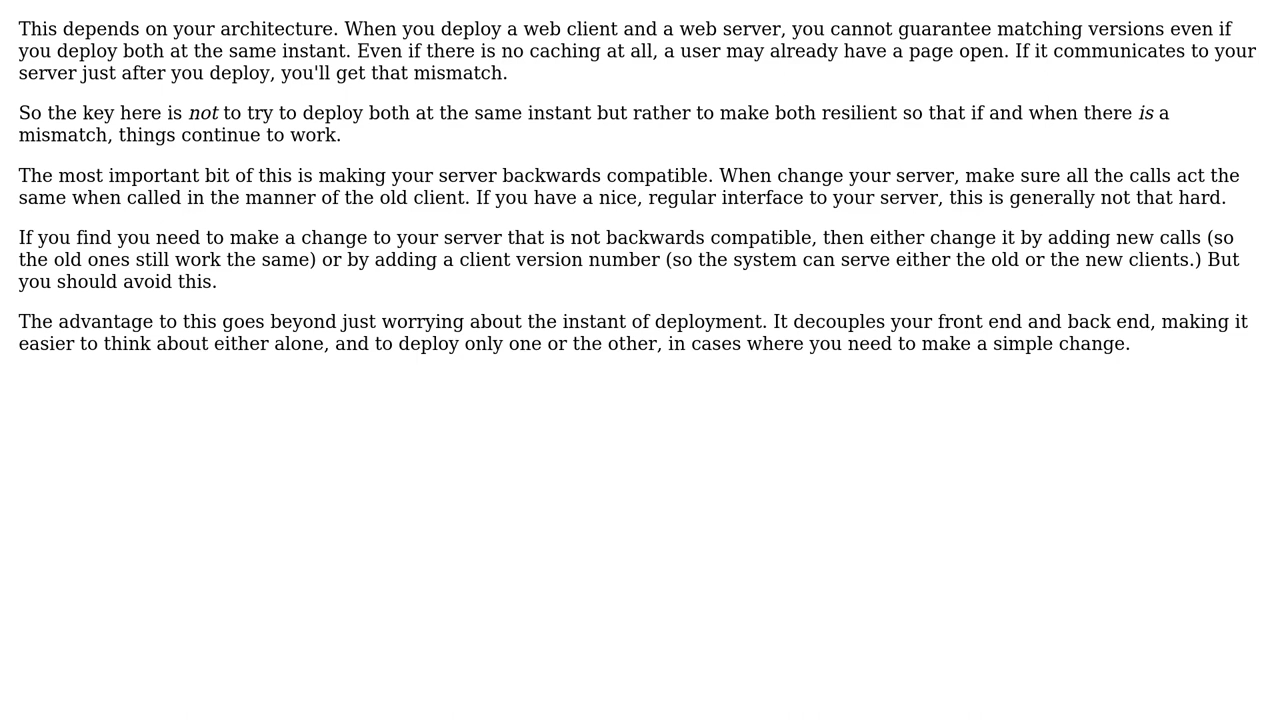 This depends on your architecture. When you deploy a web client and a web server, you cannot guarantee matching versions even if
you deploy both at the same instant. Even if there is no caching at all, a user may already have a page open. If it communicates to your
server just after you deploy, you'll get that mismatch.
So the key here is not to try to deploy both at the same instant but rather to make both resilient so that if and when there is a
mismatch, things continue to work.
The most important bit of this is making your server backwards compatible. When change your server, make sure all the calls act the
same when called in the manner of the old client. If you have a nice, regular interface to your server, this is generally not that hard.
If you find you need to make a change to your server that is not backwards compatible, then either change it by adding new calls (so
the old ones still work the same) or by adding a client version number (so the system can serve either the old or the new clients.) But
you should avoid this.
The advantage to this goes beyond just worrying about the instant of deployment. It decouples your front end and back end, making it
easier to think about either alone, and to deploy only one or the other, in cases where you need to make a simple change.